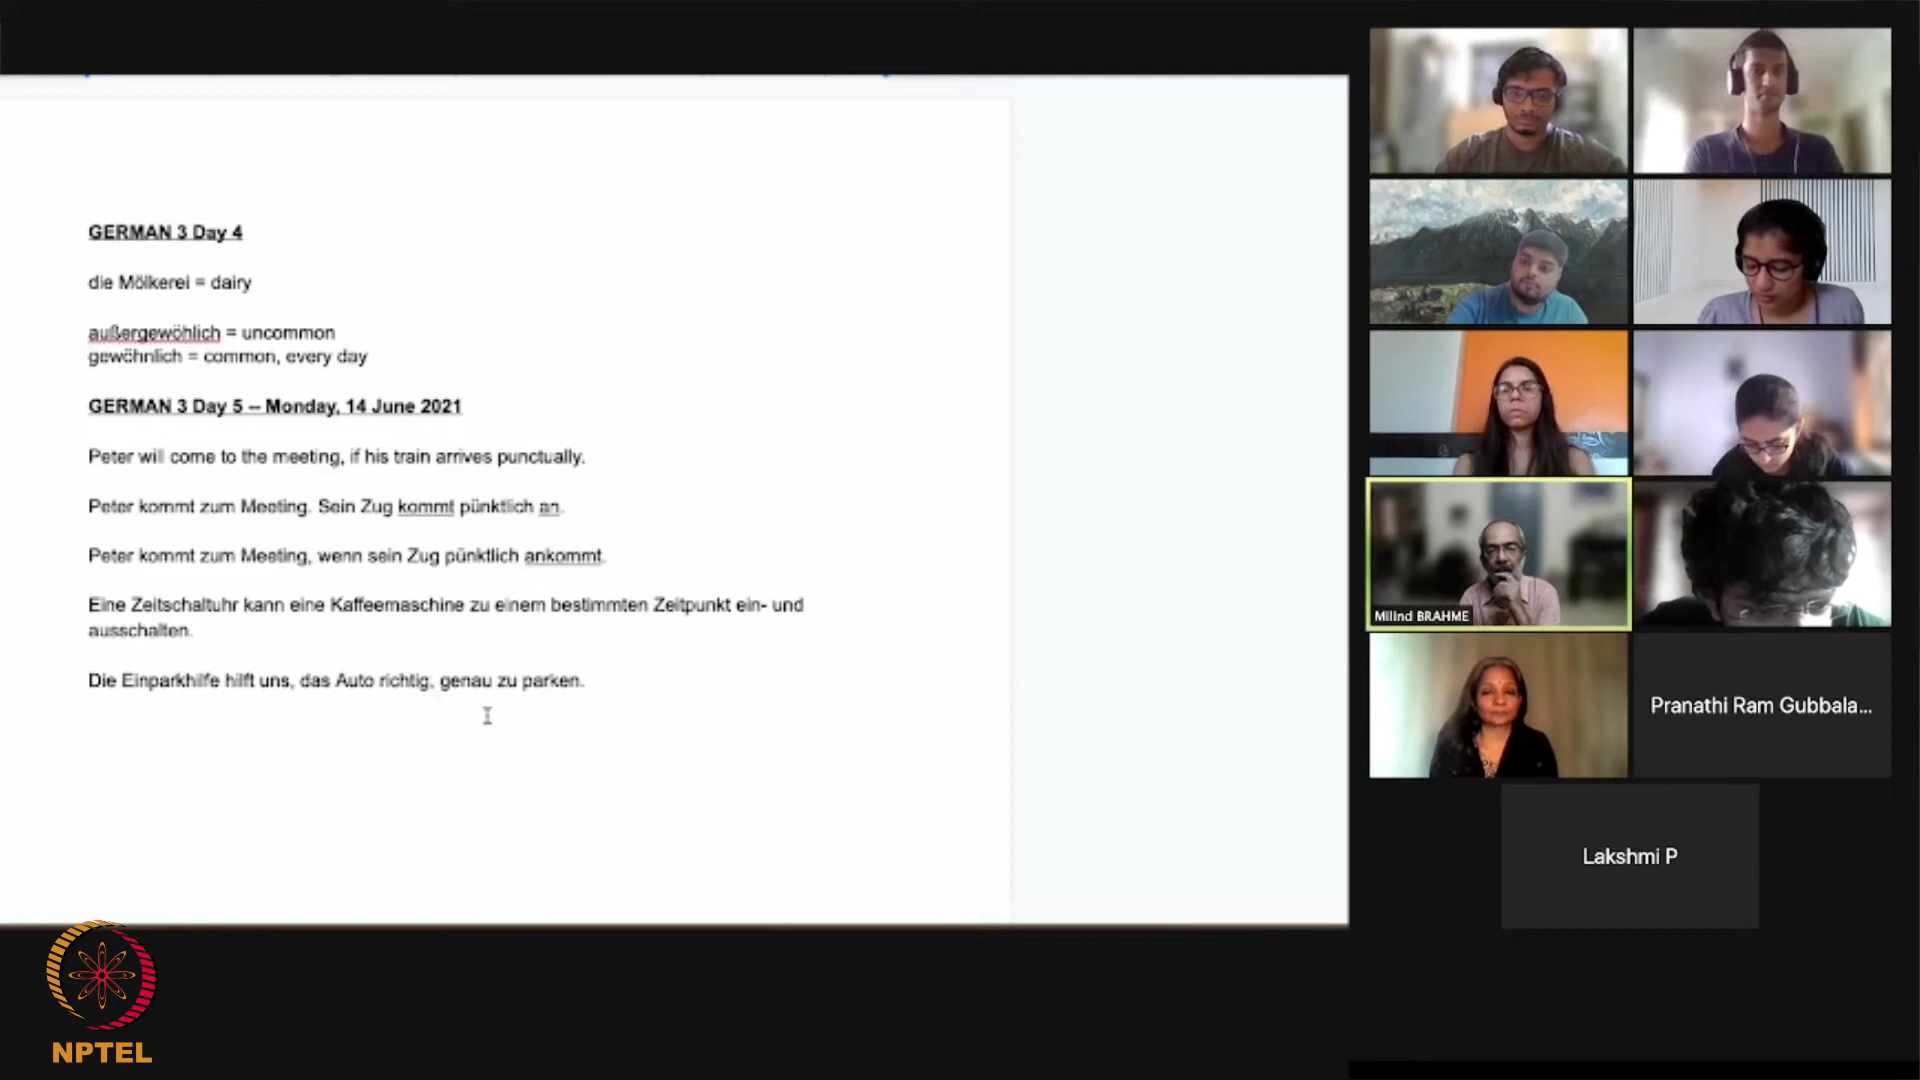 GERMAN 3 Day 4
die Mölkerei = dairy
außergewöhlich = uncommon
gewöhnlich = common, every day
GERMAN 3 Day 5 – Monday, 14 June 2021
Peter will come to the meeting, if his train arrives punctually.
Peter kommt zum Meeting. Sein Zug kommt pünktlich an.
Peter kommt zum Meeting, wenn sein Zug pünktlich ankommt.
Eine Zeitschaltuhr kann eine Kaffeemaschine zu einem bestimmten Zeitpunkt ein- und
ausschalten.
Die Einparkhilfe hilft uns, das Auto richtig, genau zu parken.
Milind BRAHME
Pranathi Ram Gubbala...
Lakshmi P
NPTEL